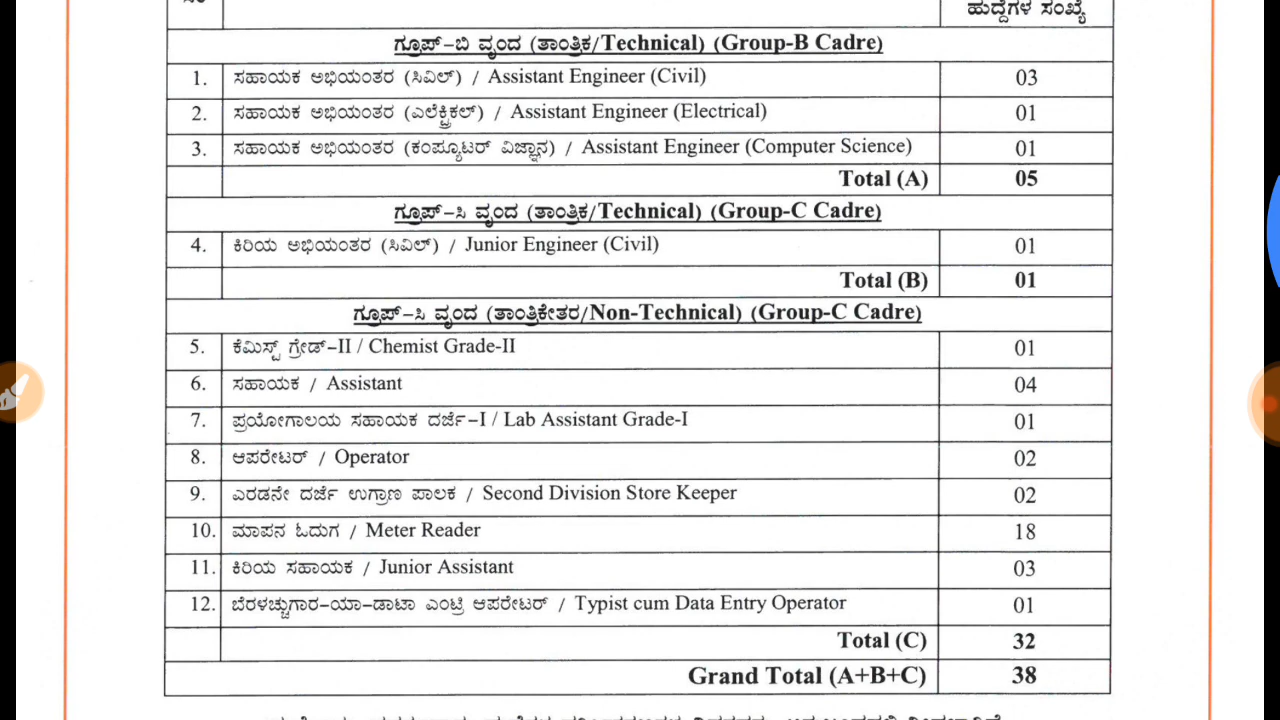 ಹುದ್ದೆಗಳ ಸಂಖ್ಯೆ
ಗ್ರೂಪ್-ಬಿ ವೃಂದ (ತಾಂತ್ರಿಕ/Technical) (Group-B Cadre)
1. ಸಹಾಯಕ ಅಭಿಯಂತರ (ಸಿವಿಲ್) / Assistant Engineer (Civil) 03
2. ಸಹಾಯಕ ಅಭಿಯಂತರ (ಎಲೆಕ್ಟ್ರಿಕಲ್) / Assistant Engineer (Electrical) 01
3. ಸಹಾಯಕ ಅಭಿಯಂತರ (ಕಂಪ್ಯೂಟರ್ ವಿಜ್ಞಾನ) / Assistant Engineer (Computer Science) 01
Total (A) 05
ಗ್ರೂಪ್-ಸಿ ವೃಂದ (ತಾಂತ್ರಿಕ/Technical) (Group-C Cadre)
4. ಕಿರಿಯ ಅಭಿಯಂತರ (ಸಿವಿಲ್) / Junior Engineer (Civil) 01
Total (B) 01
ಗ್ರೂಪ್-ಸಿ ವೃಂದ (ತಾಂತ್ರಿಕೇತರ/Non-Technical) (Group-C Cadre)
5. ಕೆಮಿಸ್ಟ್ ಗ್ರೇಡ್-II / Chemist Grade-II 01
6. ಸಹಾಯಕ / Assistant 04
7. ಪ್ರಯೋಗಾಲಯ ಸಹಾಯಕ ದರ್ಜೆ-I / Lab Assistant Grade-I 01
8. ಆಪರೇಟರ್ / Operator 02
9. ಎರಡನೇ ದರ್ಜೆ ಉಗ್ರಾಣ ಪಾಲಕ / Second Division Store Keeper 02
10. ಮಾಪನ ಓದುಗ / Meter Reader 18
11. ಕಿರಿಯ ಸಹಾಯಕ / Junior Assistant 03
12. ಬೆರಳಚ್ಚುಗಾರ-ಯಾ-ಡಾಟಾ ಎಂಟ್ರಿ ಆಪರೇಟರ್ / Typist cum Data Entry Operator 01
Total (C) 32
Grand Total (A+B+C) 38